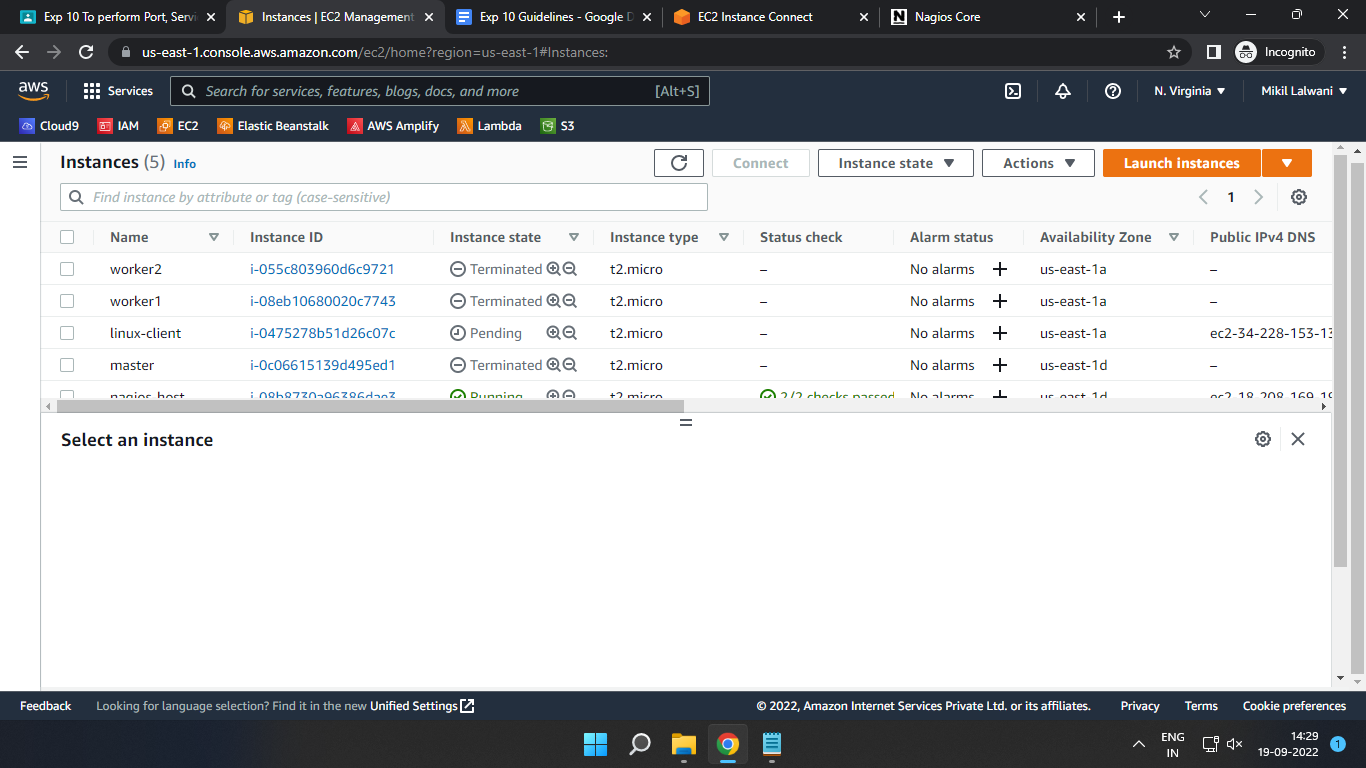 Exp 10 To perform Port, Servi
Instances | EC2 Management
Exp 10 Guidelines - Google D
EC2 Instance Connect
Nagios Core
us-east-1.console.aws.amazon.com/ec2/home?region=us-east-1#Instances:
Incognito
aws
Services
Search for services, features, blogs, docs, and more
[Alt+S]
N. Virginia
Mikil Lalwani
Cloud9 IAM EC2 Elastic Beanstalk AWS Amplify Lambda S3
Instances (5) Info
Connect
Instance state
Actions
Launch instances
Find instance by attribute or tag (case-sensitive)
1
Name Instance ID Instance state Instance type Status check Alarm status Availability Zone Public IPv4 DNS
worker2 i-055c803960d6c9721 Terminated t2.micro – No alarms us-east-1a –
worker1 i-08eb10680020c7743 Terminated t2.micro – No alarms us-east-1a –
linux-client i-0475278b51d26c07c Pending t2.micro – No alarms us-east-1a ec2-34-228-153-13
master i-0c06615139d495ed1 Terminated t2.micro – No alarms us-east-1d –
nagios-host i-08b8730a96386dae3 Running t2.micro 2/2 checks passed No alarms us-east-1d ec2-18-208-169-19
Select an instance
Feedback
Looking for language selection? Find it in the new Unified Settings
© 2022, Amazon Internet Services Private Ltd. or its affiliates.
Privacy
Terms
Cookie preferences
ENG
IN
14:29
19-09-2022
1